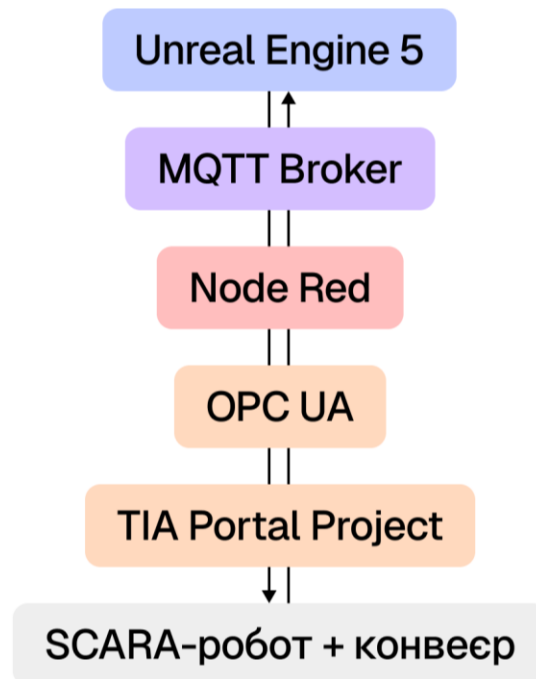 Unreal Engine 5
MQTT Broker
Node Red
OPC UA
TIA Portal Project
SCARA-робот + конвеєр